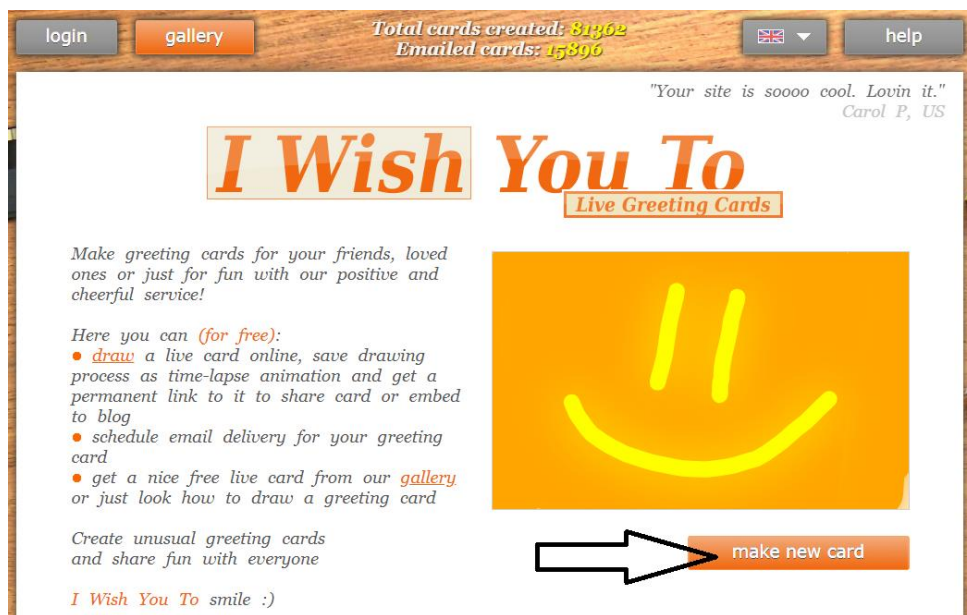 login
gallery
Total cards created: 81362
Emailed cards: 15896
help
"Your site is soooo cool. Lovin it."
Carol P, US
I Wish You To
Live Greeting Cards
Make greeting cards for your friends, loved
ones or just for fun with our positive and
cheerful service!
Here you can (for free):
• draw a live card online, save drawing
process as time-lapse animation and get a
permanent link to it to share card or embed
to blog
• schedule email delivery for your greeting
card
• get a nice free live card from our gallery
or just look how to draw a greeting card
Create unusual greeting cards
and share fun with everyone
I Wish You To smile :)
make new card